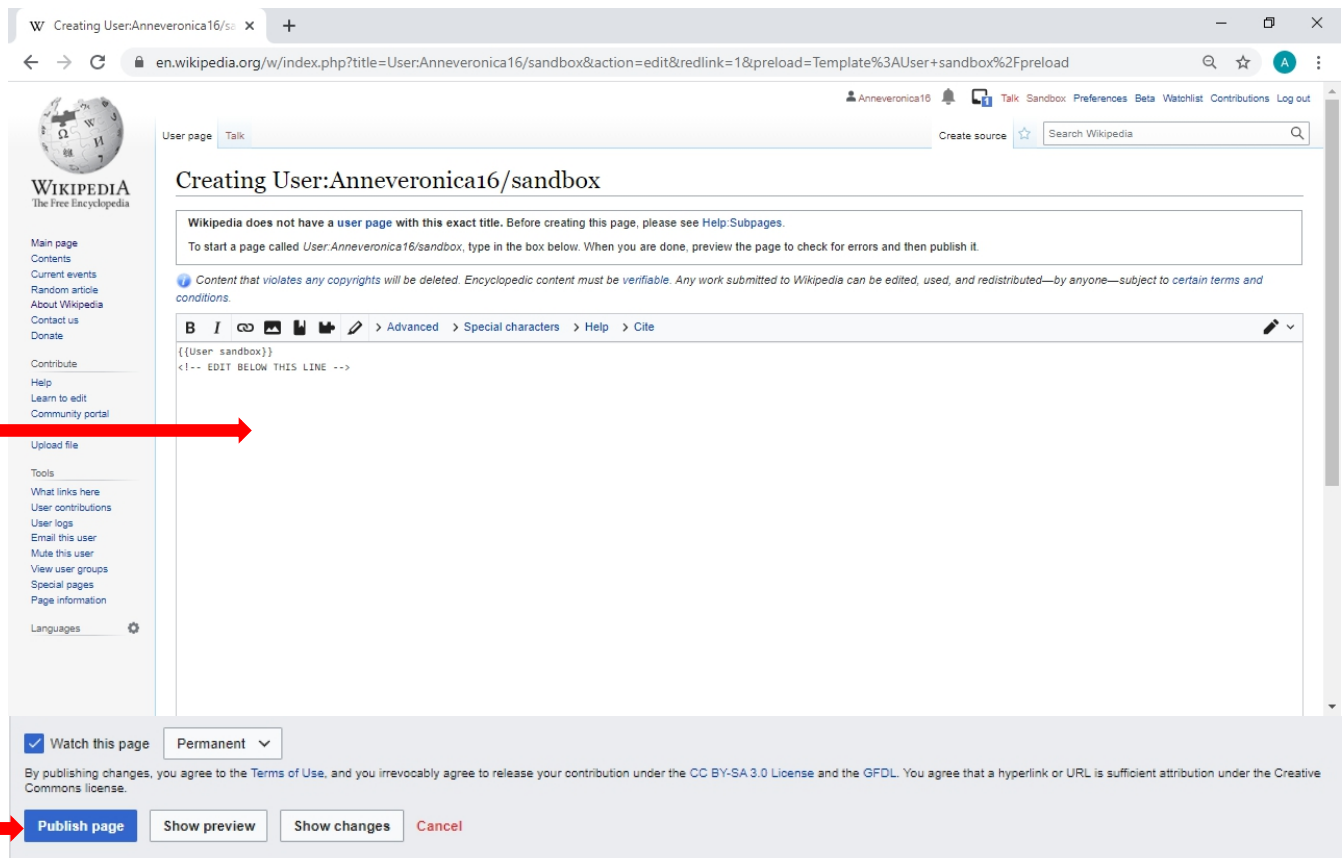 W Creating User:Anneveronica16/sa
en.wikipedia.org/w/index.php?title=User:Anneveronica16/sandbox&action=edit&redlink=1&preload=Template%3AUser+sandbox%2Fpreload
A
Anneveronica16 1 Talk Sandbox Preferences Beta Watchlist Contributions Log out
User page Talk Create source Search Wikipedia
Ω W И 7
WIKIPEDIA
The Free Encyclopedia
Creating User:Anneveronica16/sandbox
Wikipedia does not have a user page with this exact title. Before creating this page, please see Help:Subpages.
To start a page called User:Anneveronica16/sandbox, type in the box below. When you are done, preview the page to check for errors and then publish it.
Content that violates any copyrights will be deleted. Encyclopedic content must be verifiable. Any work submitted to Wikipedia can be edited, used, and redistributed—by anyone—subject to certain terms and
conditions.
B I > Advanced > Special characters > Help > Cite
{{User sandbox}}
<!-- EDIT BELOW THIS LINE -->
Main page
Contents
Current events
Random article
About Wikipedia
Contact us
Donate
Contribute
Help
Learn to edit
Community portal
Upload file
Tools
What links here
User contributions
User logs
Email this user
Mute this user
View user groups
Special pages
Page information
Languages
Watch this page Permanent
By publishing changes, you agree to the Terms of Use, and you irrevocably agree to release your contribution under the CC BY-SA 3.0 License and the GFDL. You agree that a hyperlink or URL is sufficient attribution under the Creative
Commons license.
Publish page Show preview Show changes Cancel